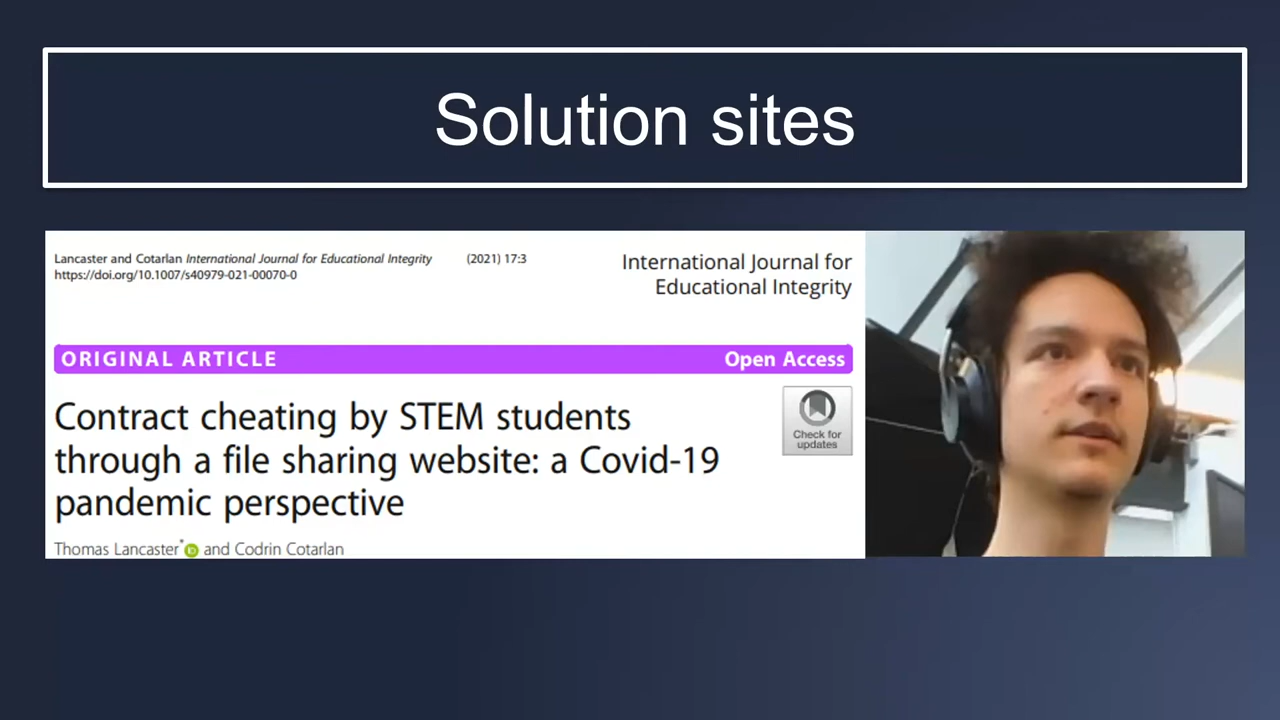 Solution sites
Lancaster and Cotarlan International Journal for Educational Integrity (2021) 17:3
https://doi.org/10.1007/s40979-021-00070-0
International Journal for
Educational Integrity
ORIGINAL ARTICLE Open Access
Contract cheating by STEM students
through a file sharing website: a Covid-19
pandemic perspective
Check for
updates
Thomas Lancaster* iD and Codrin Cotarlan